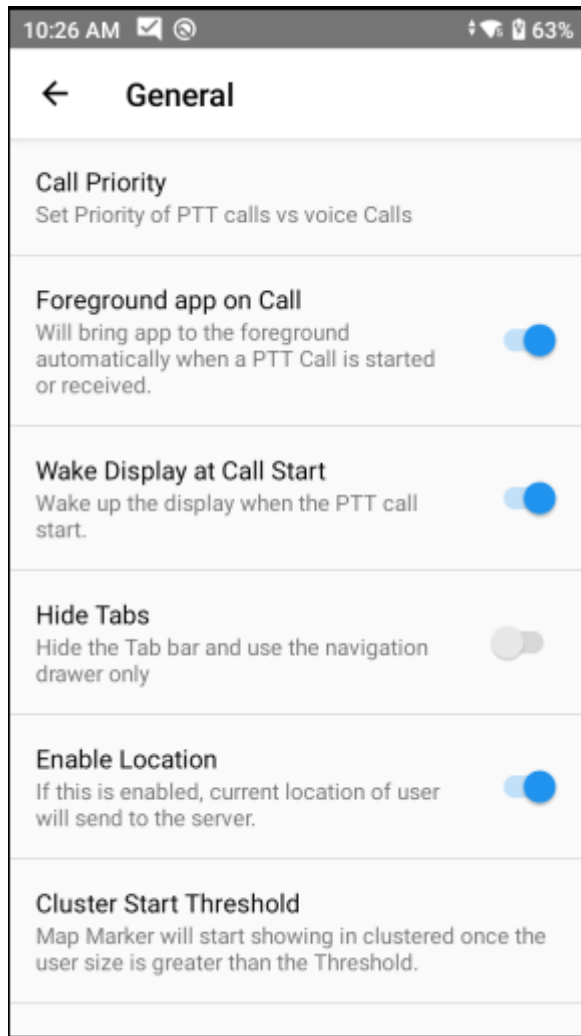 10:26 AM 63%
General
Call Priority
Set Priority of PTT calls vs voice Calls
Foreground app on Call
Will bring app to the foreground
automatically when a PTT Call is started
or received.
Wake Display at Call Start
Wake up the display when the PTT call
start.
Hide Tabs
Hide the Tab bar and use the navigation
drawer only
Enable Location
If this is enabled, current location of user
will send to the server.
Cluster Start Threshold
Map Marker will start showing in clustered once the
user size is greater than the Threshold.